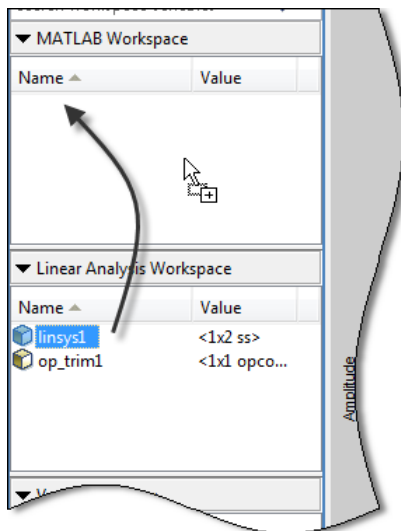 MATLAB Workspace
Name Value
Linear Analysis Workspace
Name Value
linsys1 <1x2 ss>
op_trim1 <1x1 opco...
Amplitude